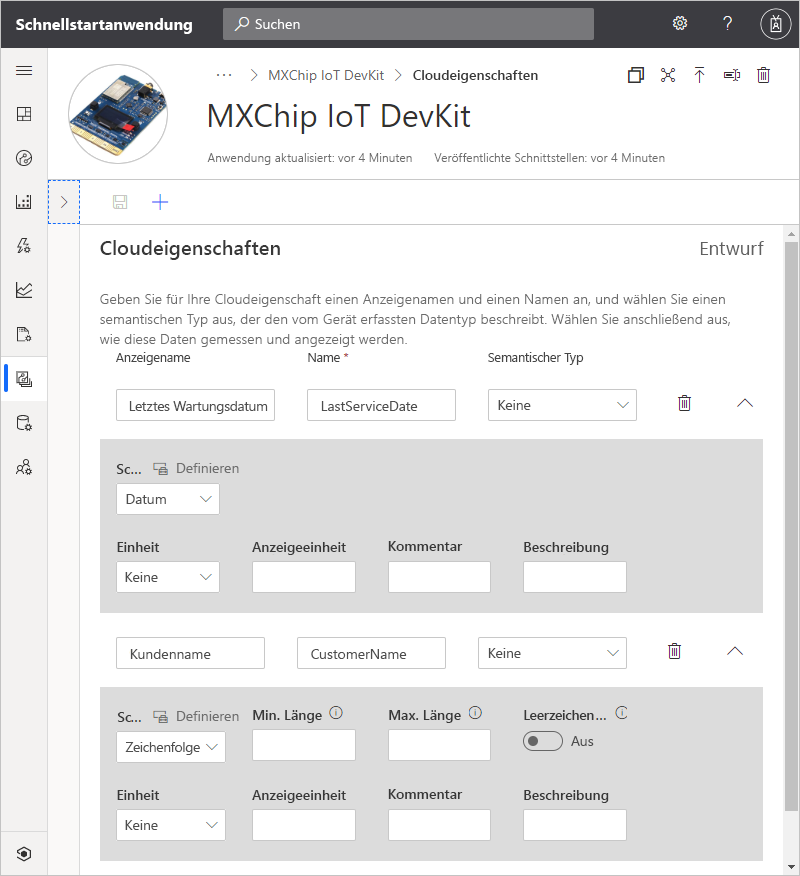 Schnellstartanwendung
Suchen
?
··· > MXChip IoT DevKit > Cloudeigenschaften
MXChip IoT DevKit
Anwendung aktualisiert: vor 4 Minuten Veröffentlichte Schnittstellen: vor 4 Minuten
Cloudeigenschaften Entwurf
Geben Sie für Ihre Cloudeigenschaft einen Anzeigenamen und einen Namen an, und wählen Sie einen
semantischen Typ aus, der den vom Gerät erfassten Datentyp beschreibt. Wählen Sie anschließend aus,
wie diese Daten gemessen und angezeigt werden.
Anzeigename Name * Semantischer Typ
Letztes Wartungsdatum LastServiceDate Keine
Sc... Definieren
Datum
Einheit Anzeigeeinheit Kommentar Beschreibung
Keine
Kundenname CustomerName Keine
Sc... Definieren Min. Länge Max. Länge Leerzeichen...
Zeichenfolge Aus
Einheit Anzeigeeinheit Kommentar Beschreibung
Keine